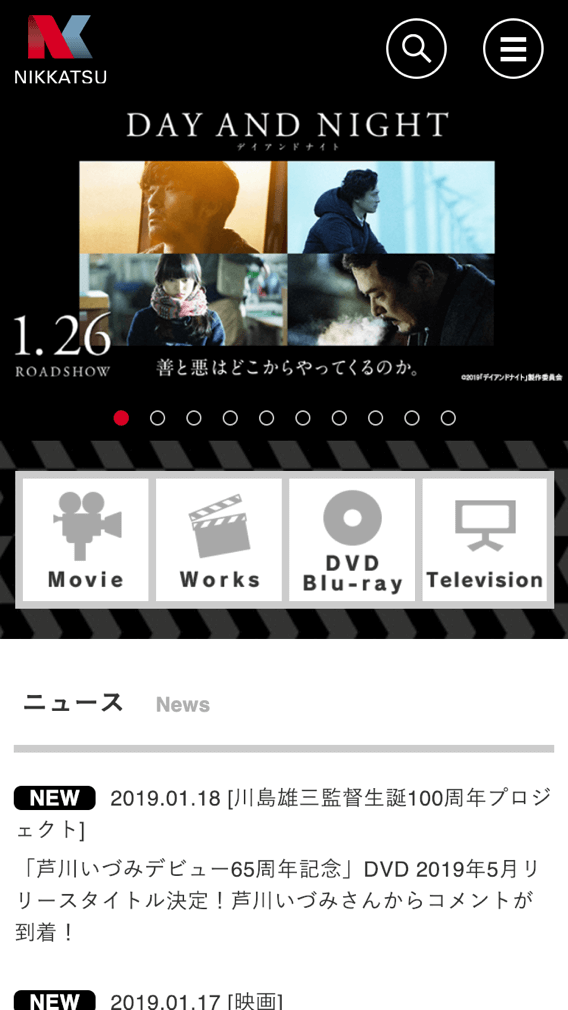 NIKKATSU
DAY AND NIGHT
デイアンドナイト
1.26
ROADSHOW
善と悪はどこからやってくるのか。
©2019「デイアンドナイト」製作委員会
Movie
Works
DVD
Blu-ray
Television
ニュース News
NEW 2019.01.18 [川島雄三監督生誕100周年プロジ
ェクト]
「芦川いづみデビュー65周年記念」DVD 2019年5月リ
リースタイトル決定！芦川いづみさんからコメントが
到着！
NEW 2019.01.17 [映画]